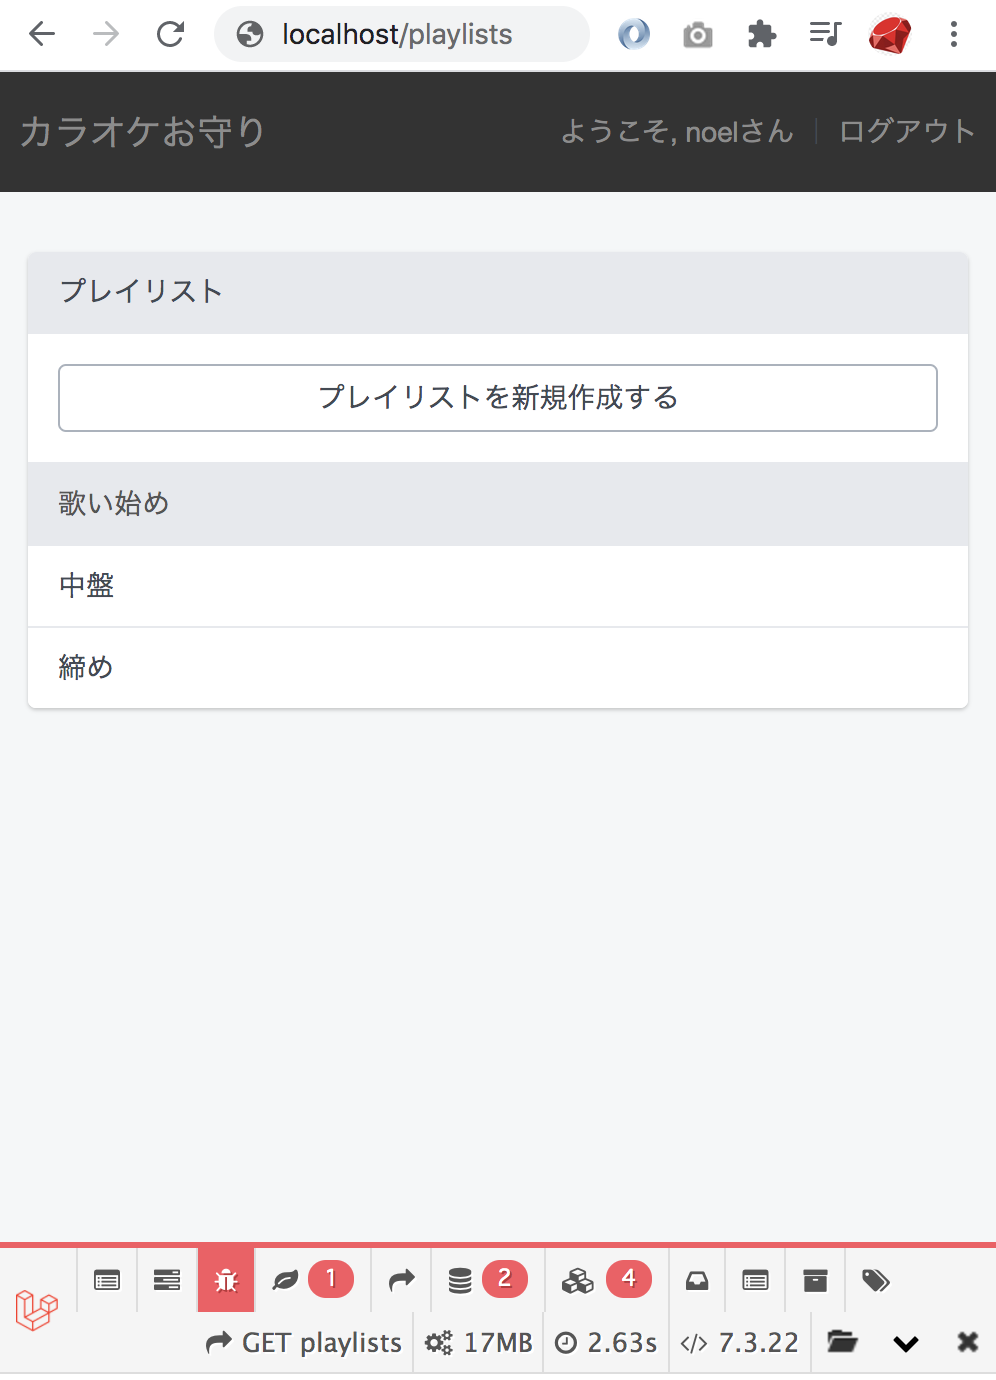 localhost/playlists
カラオケお守り
ようこそ, noelさん
ログアウト
プレイリスト
プレイリストを新規作成する
歌い始め
中盤
締め
1
2
4
GET playlists
17MB
2.63s
7.3.22